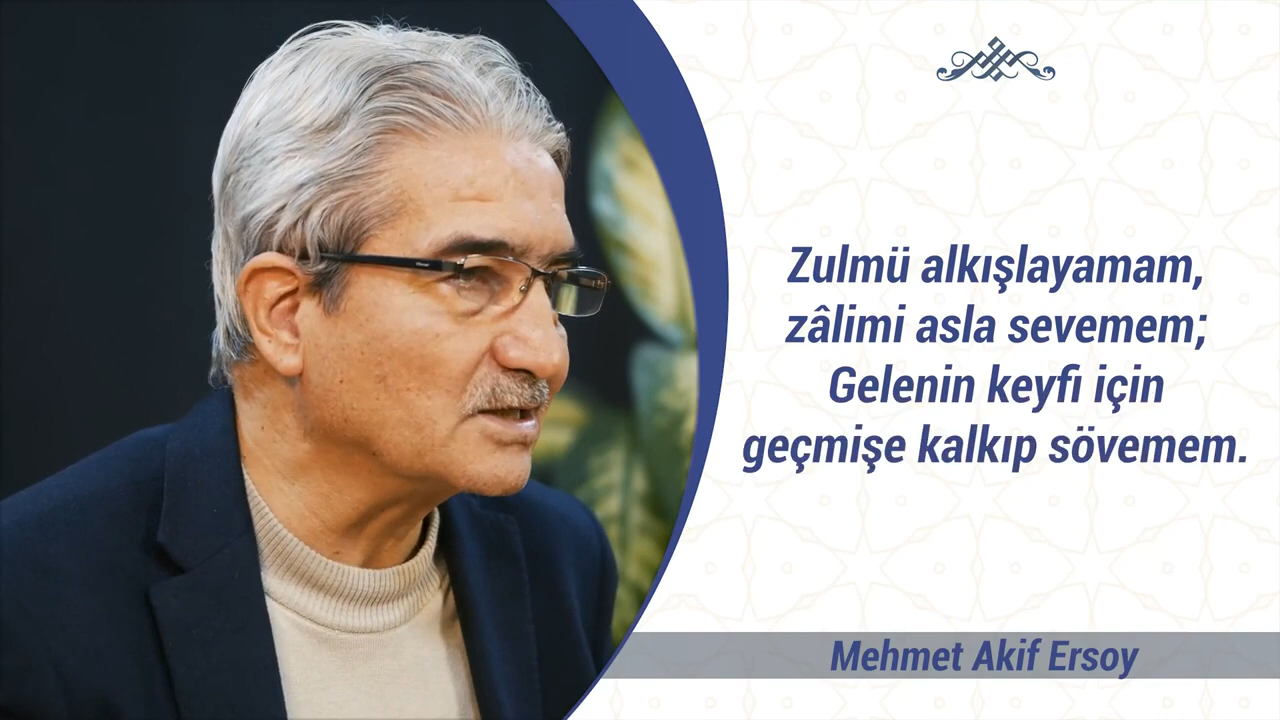 Zulmü alkışlayamam,
zâlimi asla sevemem;
Gelenin keyfi için
geçmişe kalkıp sövemem.
Mehmet Akif Ersoy